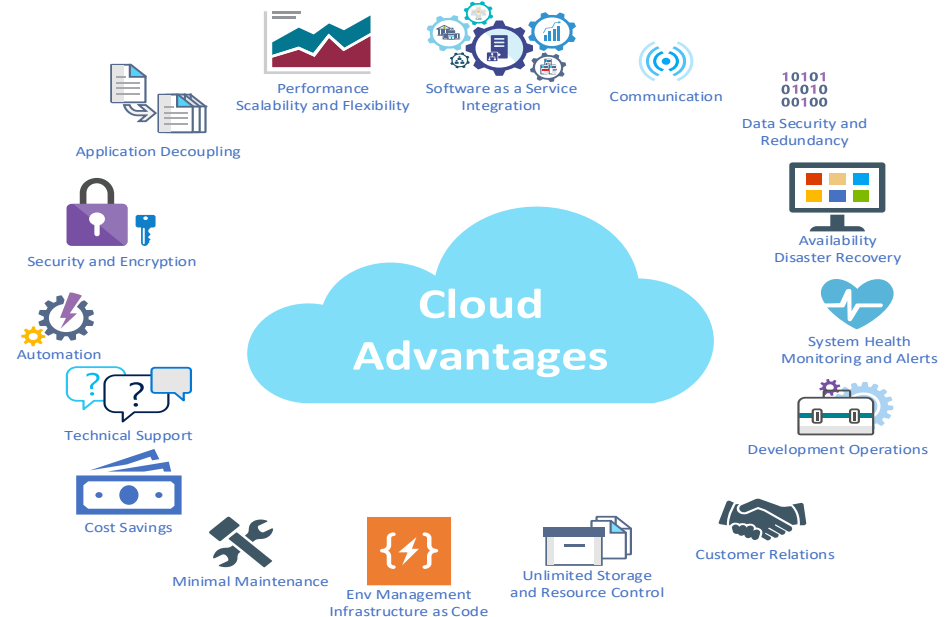 Performance
Scalability and Flexibility
Software as a Service
Integration
Communication
10101
01010
00100
Data Security and
Redundancy
Application Decoupling
Security and Encryption
Availability
Disaster Recovery
Cloud
Advantages
Automation
System Health
Monitoring and Alerts
?
?
Technical Support
Development Operations
Cost Savings
Minimal Maintenance
{ }
Env Management
Infrastructure as Code
Unlimited Storage
and Resource Control
Customer Relations